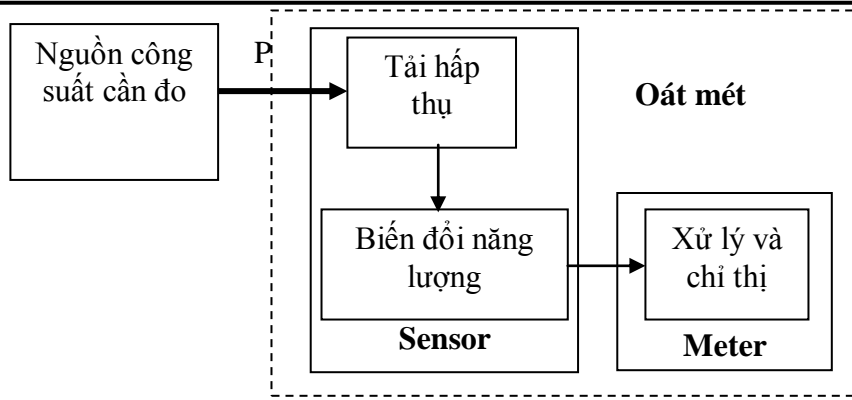 Nguồn công
suất cần đo
P
Tải hấp
thụ
Oát mét
Biến đổi năng
lượng
Xử lý và
chỉ thị
Sensor
Meter